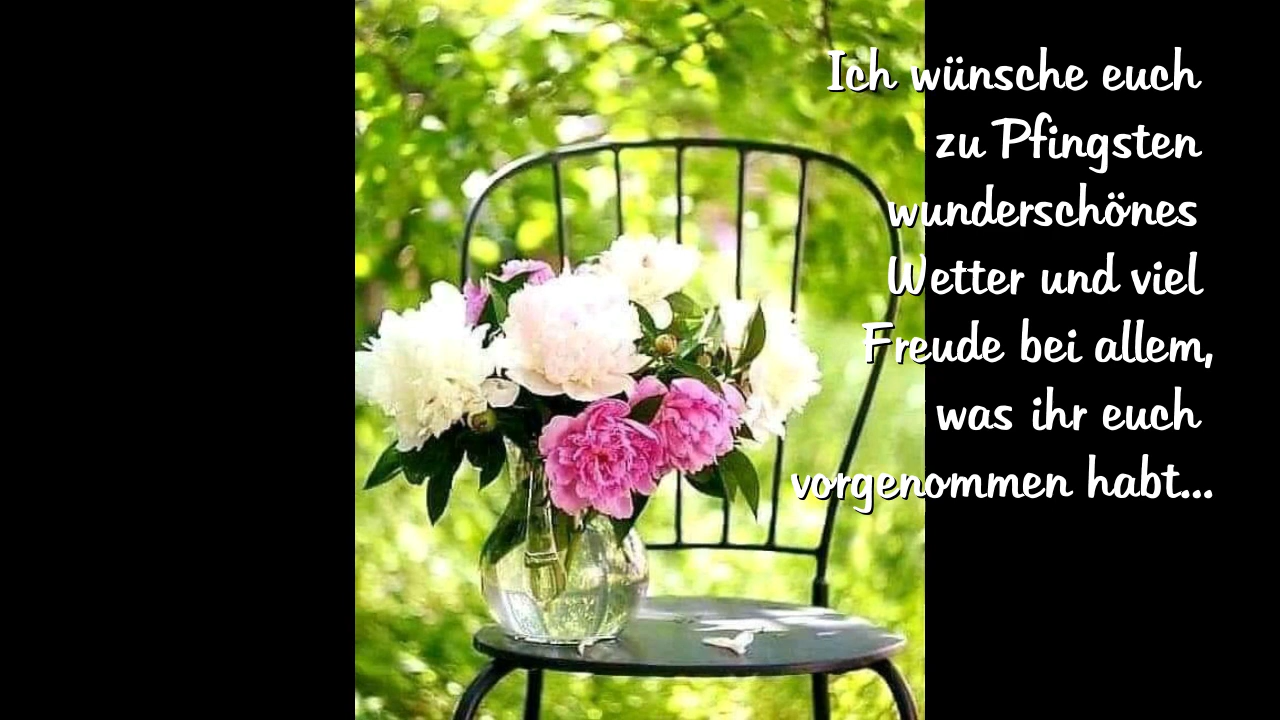 Ich wünsche euch
zu Pfingsten
wunderschönes
Wetter und viel
Freude bei allem,
was ihr euch
vorgenommen habt...